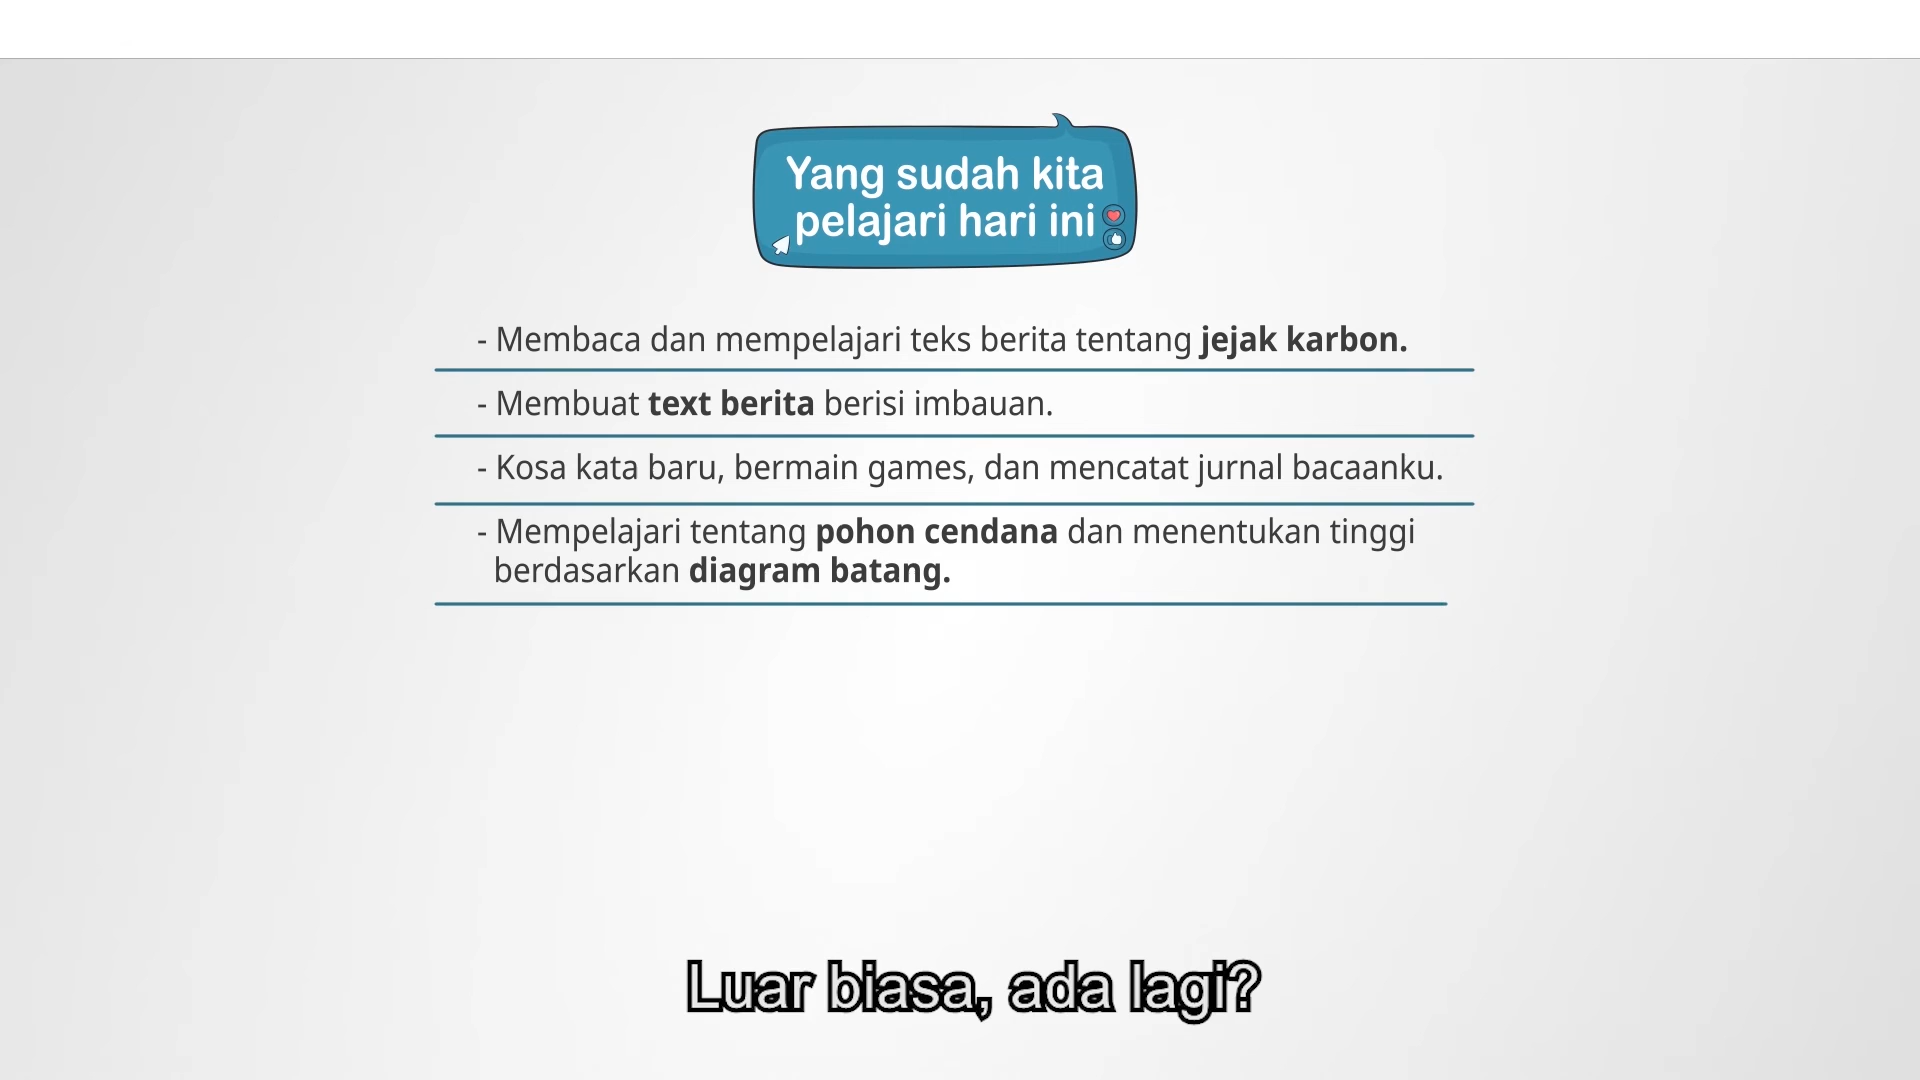 Yang sudah kita
pelajari hari ini
- Membaca dan mempelajari teks berita tentang jejak karbon.
- Membuat text berita berisi imbauan.
- Kosa kata baru, bermain games, dan mencatat jurnal bacaanku.
- Mempelajari tentang pohon cendana dan menentukan tinggi
berdasarkan diagram batang.
Luar biasa, ada lagi?